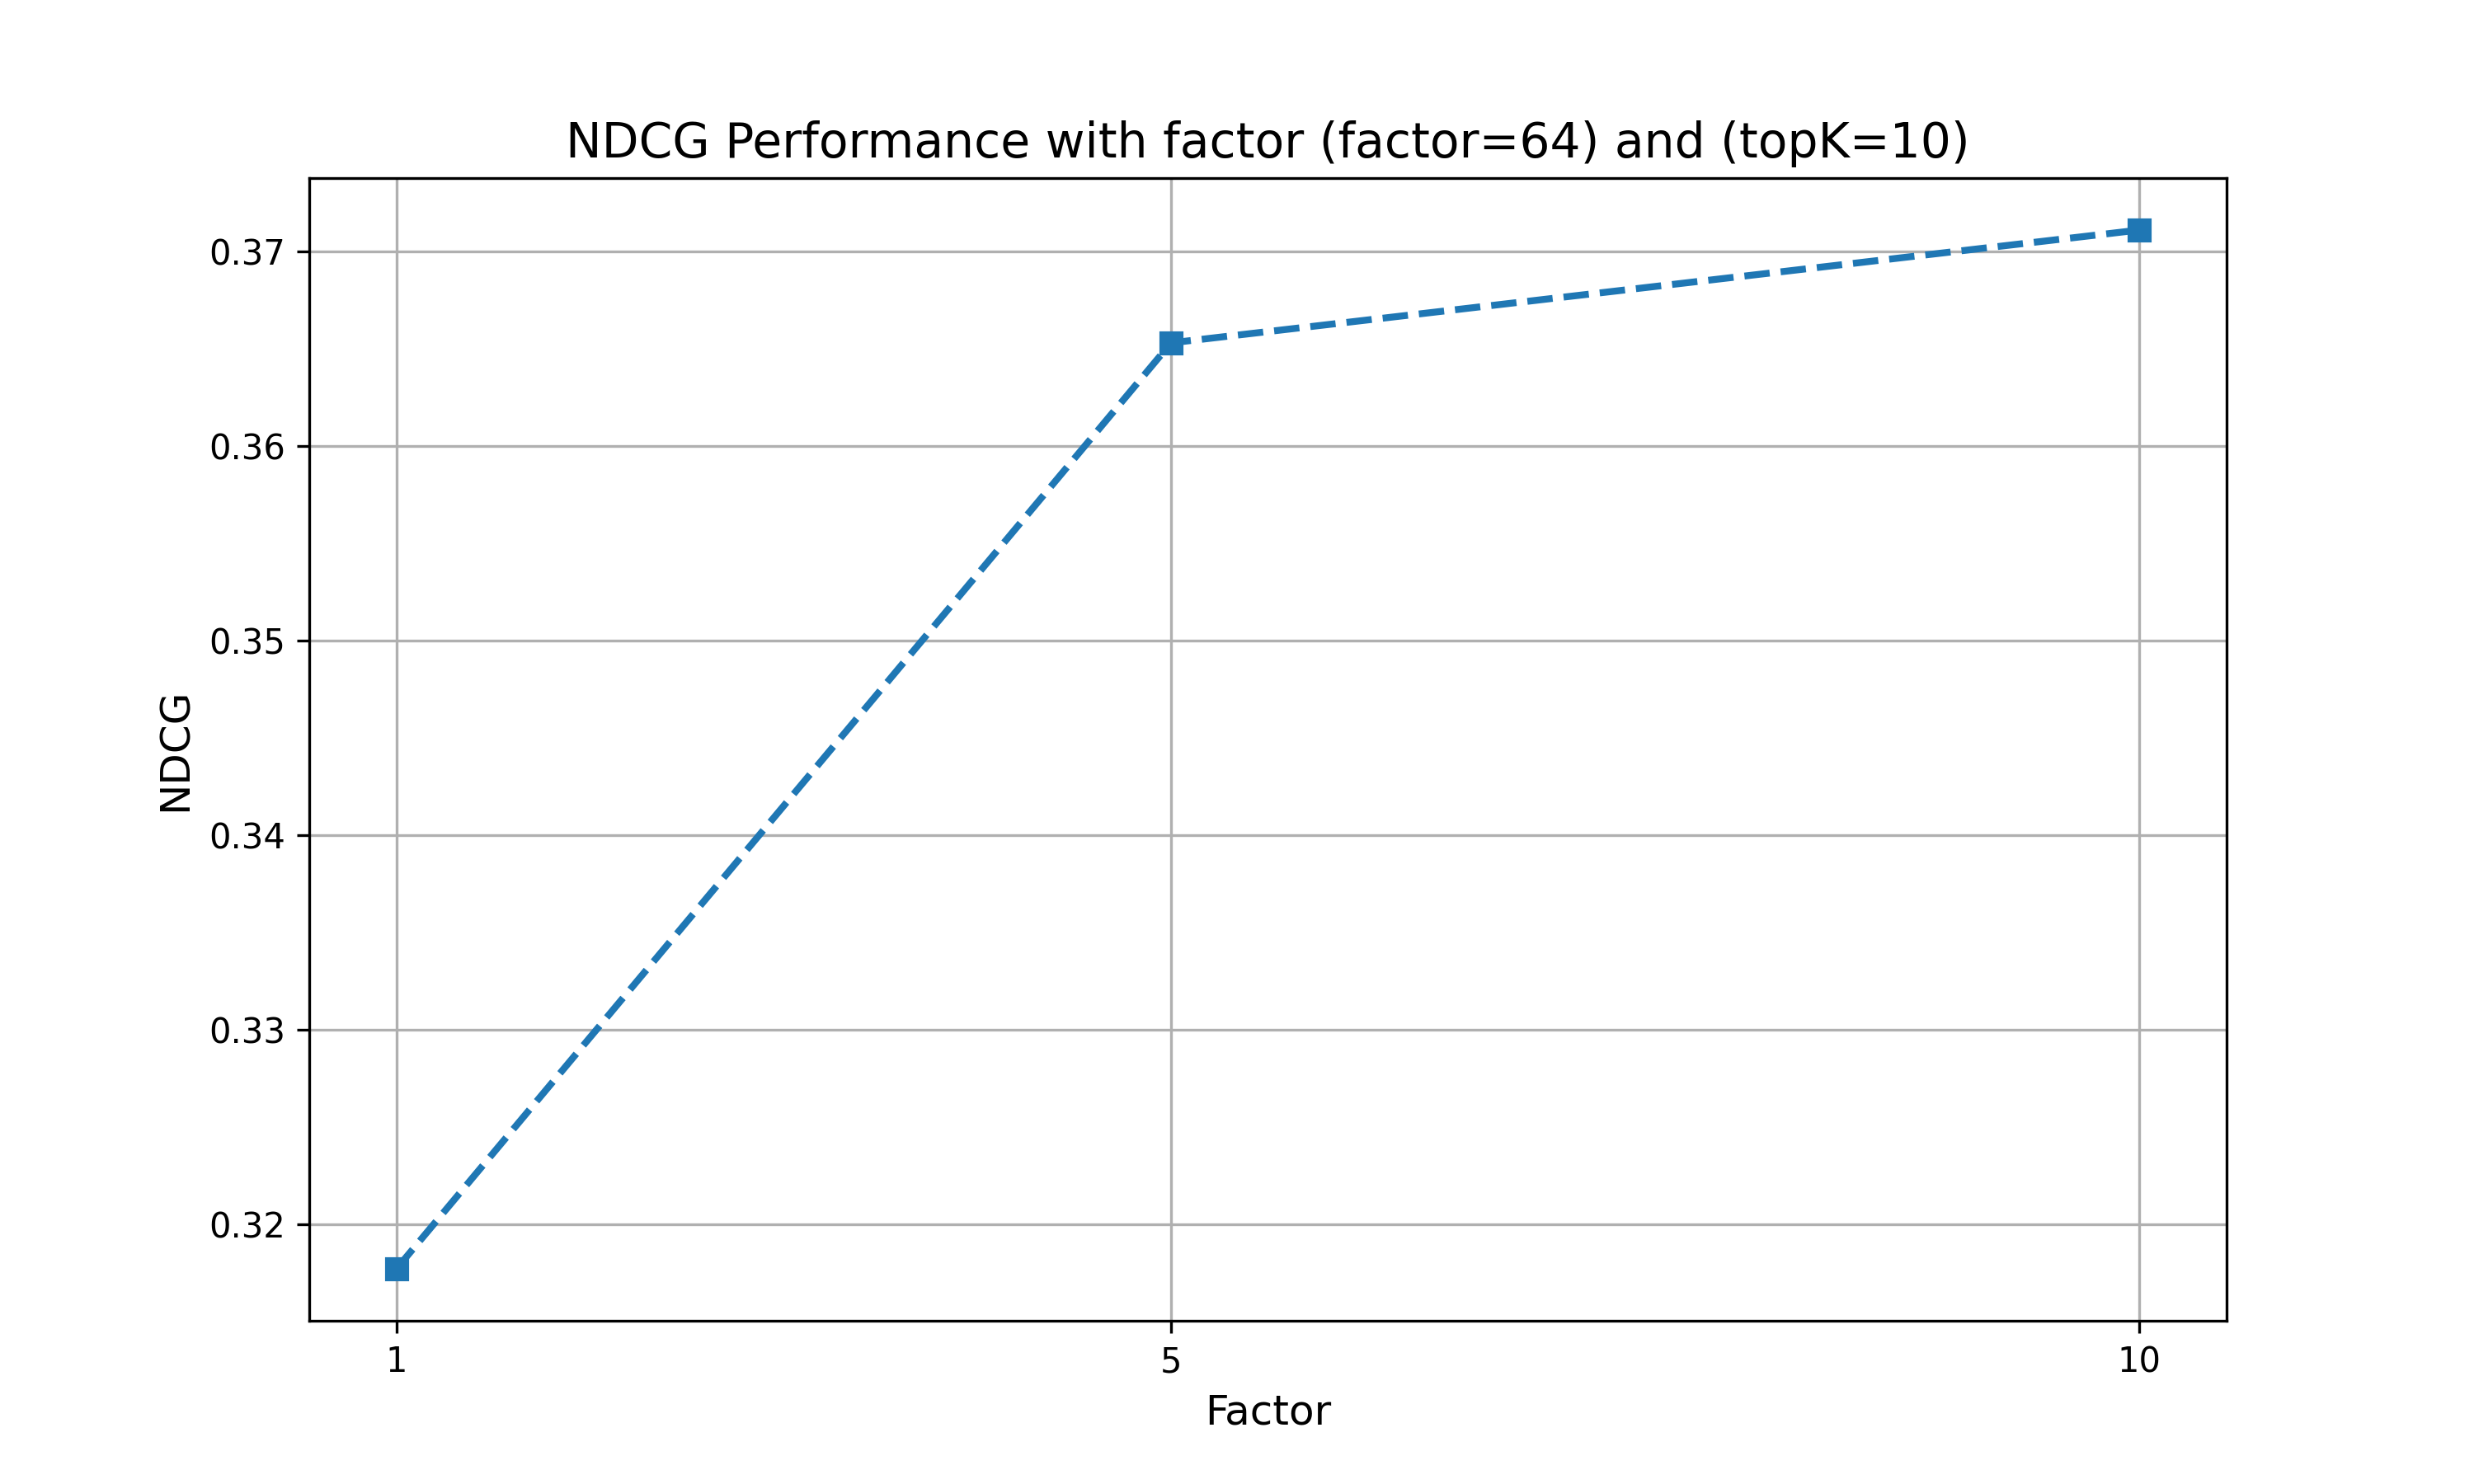 NDCG Performance with factor (factor=64) and (topK=10)
0.37
0.36
0.35
0.34
0.33
0.32
NDCG
1 5 10
Factor